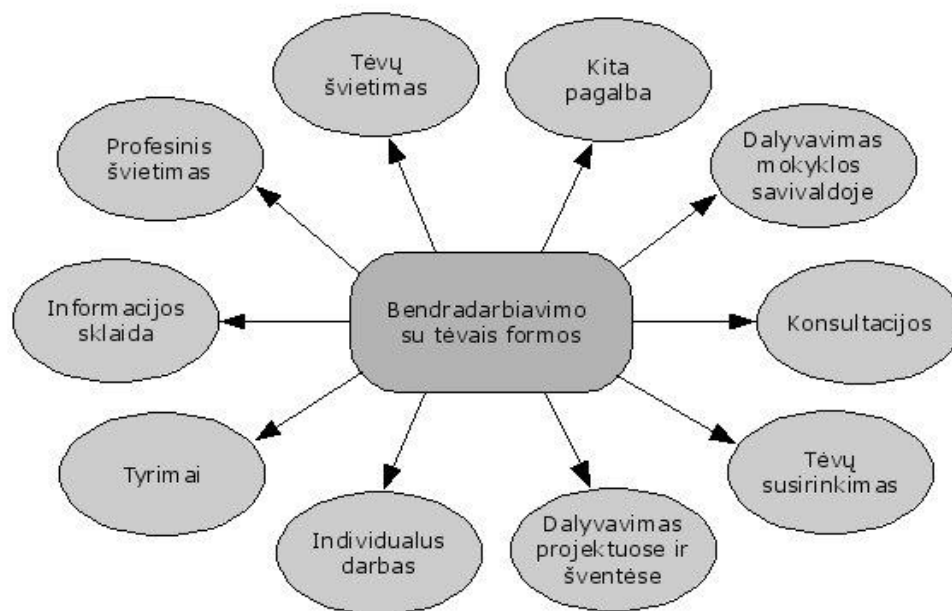 Tėvų
švietimas
Kita
pagalba
Profesinis
švietimas
Dalyvavimas
mokyklos
savivaldoje
Informacijos
sklaida
Bendradarbiavimo
su tėvais formos
Konsultacijos
Tyrimai
Tėvų
susirinkimas
Individualus
darbas
Dalyvavimas
projektuose ir
šventėse